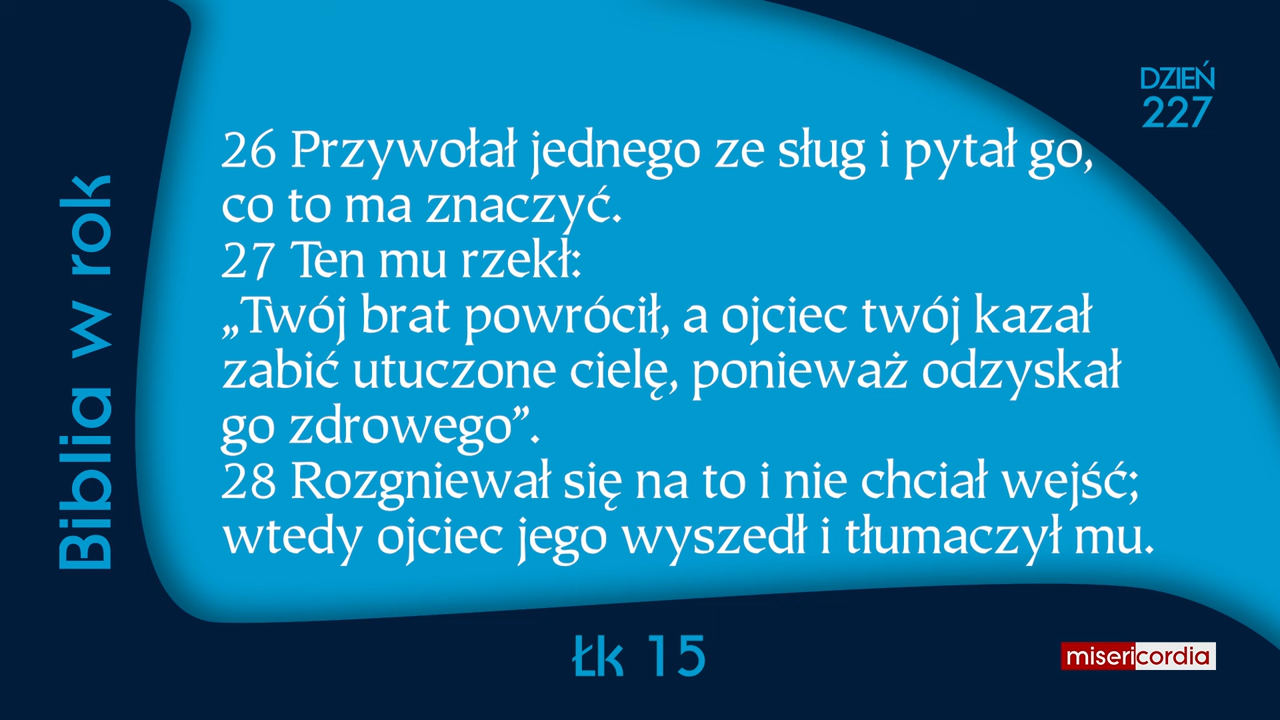 DZIEŃ
227
26 Przywołał jednego ze sług i pytał go,
co to ma znaczyć.
27 Ten mu rzekł:
„Twój brat powrócił, a ojciec twój kazał
zabić utuczone cielę, ponieważ odzyskał
go zdrowego”.
28 Rozgniewał się na to i nie chciał wejść;
wtedy ojciec jego wyszedł i tłumaczył mu.
Biblia w rok
Łk 15
misericordia